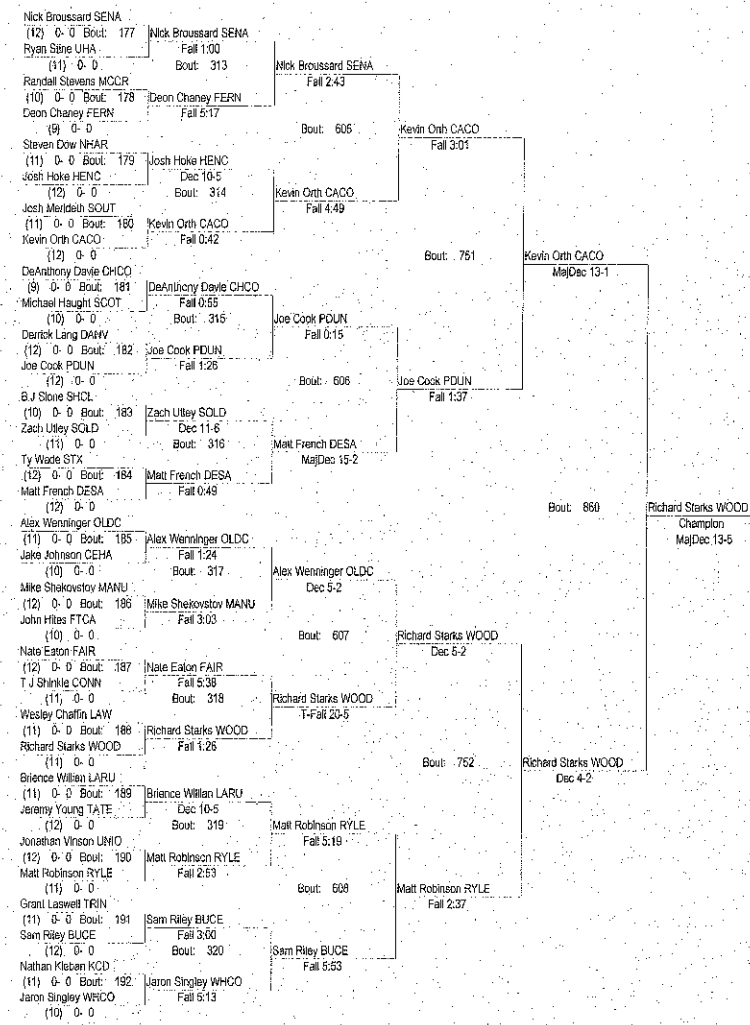 Nick Broussard SENA
(12) 0- 0 Bout: 177 Nick Broussard SENA
Ryan Stine UHA Fall 1:00
(11) 0- 0 Bout: 313 Nick Broussard SENA
Randall Stevens MCCR Fall 2:43
(10) 0- 0 Bout: 178 Deon Chaney FERN
Deon Chaney FERN Fall 5:17
(9) 0- 0 Bout: 605 Kevin Orth CACO
Steven Dow NHAR Fall 3:01
(11) 0- 0 Bout: 179 Josh Hoke HENC
Josh Hoke HENC Dec 10-5
(12) 0- 0 Bout: 314 Kevin Orth CACO
Josh Merideth SOUT Fall 4:49
(11) 0- 0 Bout: 180 Kevin Orth CACO
Kevin Orth CACO Fall 0:42
(12) 0- 0 Bout: 751 Kevin Orth CACO
DeAnthony Davie CHCO MajDec 13-1
(9) 0- 0 Bout: 181 DeAnthony Davie CHCO
Michael Haught SCOT Fall 0:55
(10) 0- 0 Bout: 315 Joe Cook PDUN
Derrick Lang DANV Fall 0:15
(12) 0- 0 Bout: 182 Joe Cook PDUN
Joe Cook PDUN Fall 1:26
(12) 0- 0 Bout: 606 Joe Cook PDUN
B.J Slone SHCL Fall 1:37
(10) 0- 0 Bout: 183 Zach Utley SOLD
Zach Utley SOLD Dec 11-6
(11) 0- 0 Bout: 316 Matt French DESA
Ty Wade STX MajDec 15-2
(12) 0- 0 Bout: 184 Matt French DESA
Matt French DESA Fall 0:49
(12) 0- 0 Bout: 860 Richard Starks WOOD
Alex Wenninger OLDC Champion
(11) 0- 0 Bout: 185 Alex Wenninger OLDC MajDec 13-5
Jake Johnson CEHA Fall 1:24
(10) 0- 0 Bout: 317 Alex Wenninger OLDC
Mike Shekovstov MANU Dec 5-2
(12) 0- 0 Bout: 186 Mike Shekovstov MANU
John Hites FTCA Fall 3:03
(10) 0- 0 Bout: 607 Richard Starks WOOD
Nate Eaton FAIR Dec 5-2
(12) 0- 0 Bout: 187 Nate Eaton FAIR
T J Shinkle CONN Fall 5:38
(11) 0- 0 Bout: 318 Richard Starks WOOD
Wesley Chaffin LAW T-Fall 20-5
(11) 0- 0 Bout: 188 Richard Starks WOOD
Richard Starks WOOD Fall 1:26
(11) 0- 0 Bout: 752 Richard Starks WOOD
Brience Willian LARU Dec 4-2
(11) 0- 0 Bout: 189 Brience Willian LARU
Jeremy Young TATE Dec 10-5
(12) 0- 0 Bout: 319 Matt Robinson RYLE
Jonathan Vinson UNIO Fall 5:19
(12) 0- 0 Bout: 190 Matt Robinson RYLE
Matt Robinson RYLE Fall 2:53
(11) 0- 0 Bout: 608 Matt Robinson RYLE
Grant Laswell TRIN Fall 2:37
(11) 0- 0 Bout: 191 Sam Riley BUCE
Sam Riley BUCE Fall 3:00
(12) 0- 0 Bout: 320 Sam Riley BUCE
Nathan Kleban KCD Fall 5:53
(11) 0- 0 Bout: 192 Jaron Singley WHCO
Jaron Singley WHCO Fall 5:13
(10) 0- 0